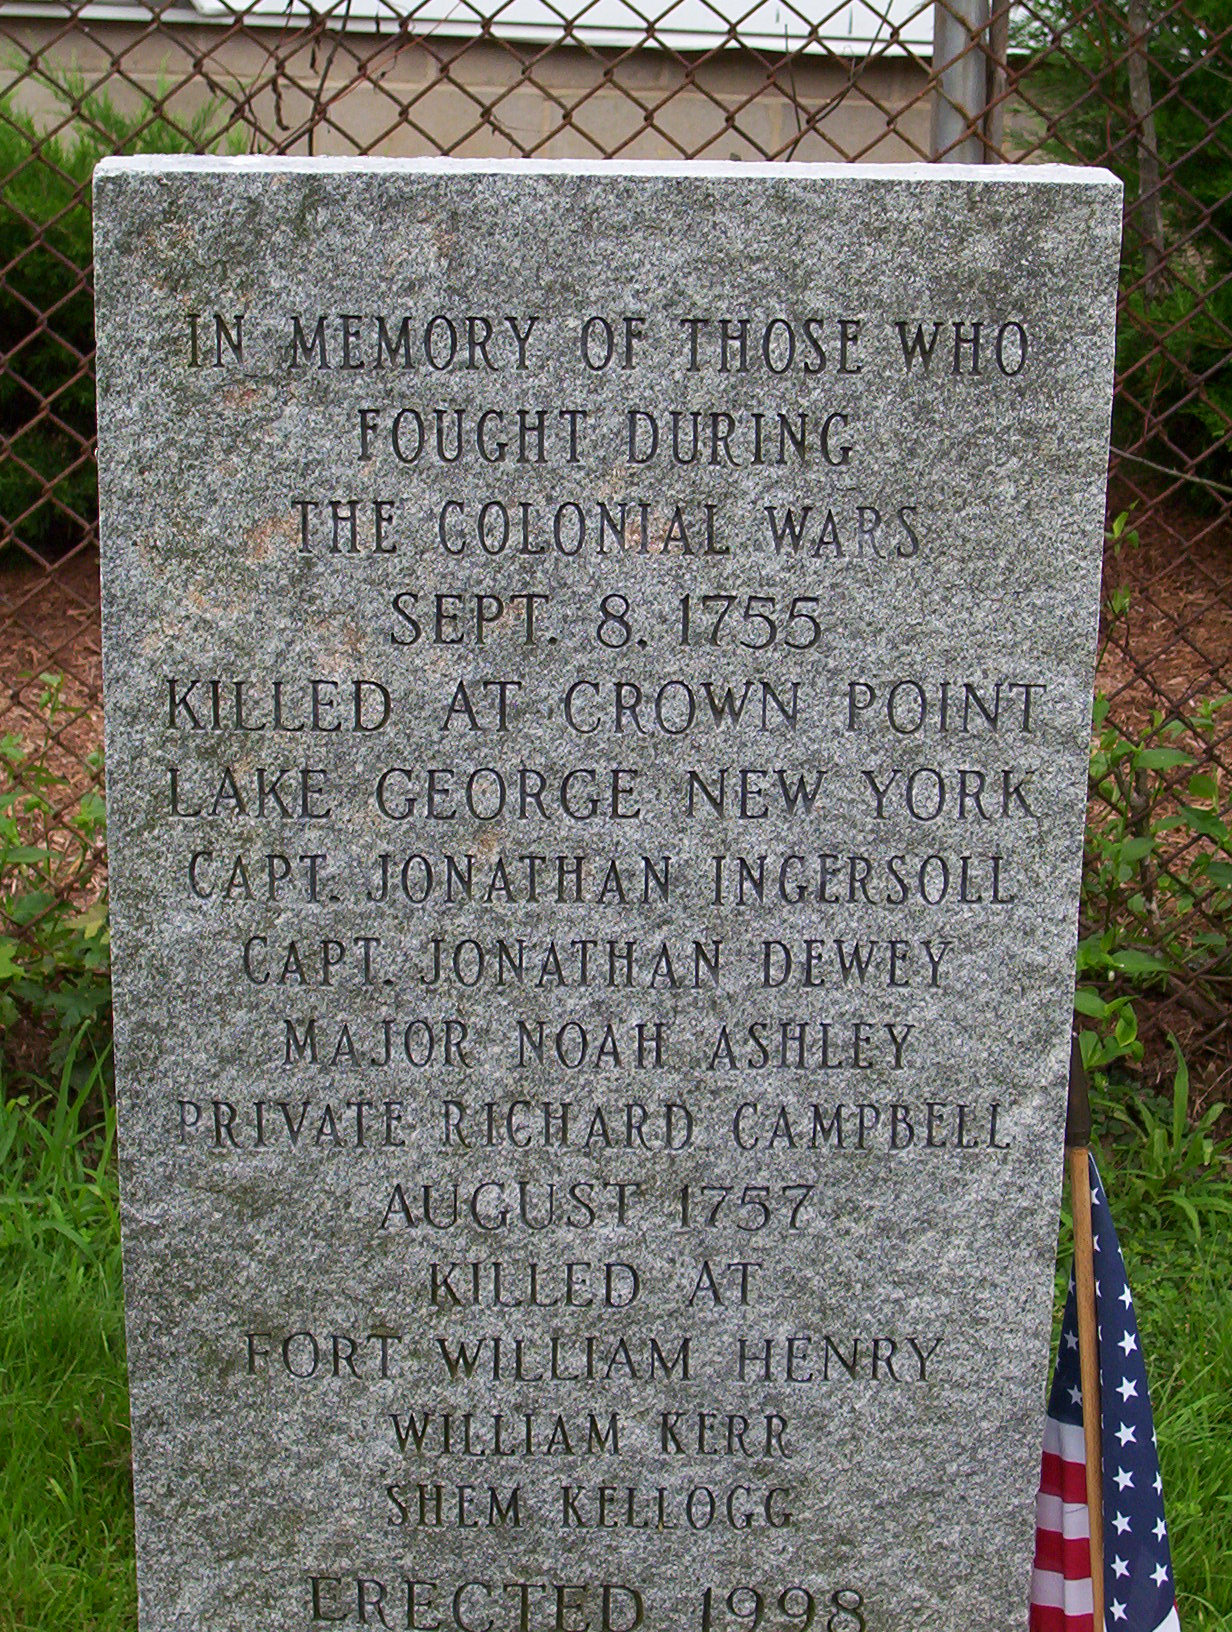 IN MEMORY OF THOSE WHO
FOUGHT DURING
THE COLONIAL WARS
SEPT. 8. 1755
KILLED AT CROWN POINT
LAKE GEORGE NEW YORK
CAPT. JONATHAN INGERSOLL
CAPT. JONATHAN DEWEY
MAJOR NOAH ASHLEY
PRIVATE RICHARD CAMPBELL
AUGUST 1757
KILLED AT
FORT WILLIAM HENRY
WILLIAM KERR
SHEM KELLOGG
ERECTED 1998